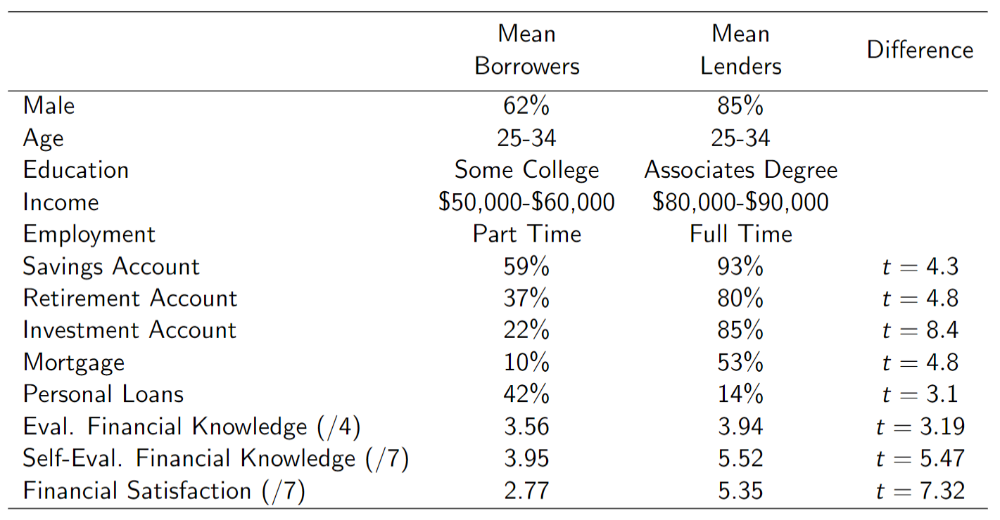 Mean Borrowers Mean Lenders Difference
Male 62% 85%
Age 25-34 25-34
Education Some College Associates Degree
Income $50,000-$60,000 $80,000-$90,000
Employment Part Time Full Time
Savings Account 59% 93% t = 4.3
Retirement Account 37% 80% t = 4.8
Investment Account 22% 85% t = 8.4
Mortgage 10% 53% t = 4.8
Personal Loans 42% 14% t = 3.1
Eval. Financial Knowledge (/4) 3.56 3.94 t = 3.19
Self-Eval. Financial Knowledge (/7) 3.95 5.52 t = 5.47
Financial Satisfaction (/7) 2.77 5.35 t = 7.32